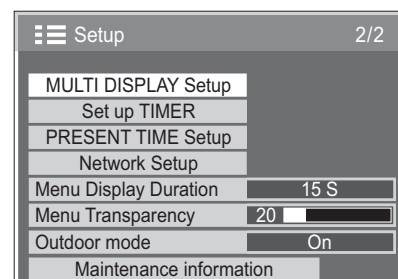 Setup 2/2
MULTI DISPLAY Setup
Set up TIMER
PRESENT TIME Setup
Network Setup
Menu Display Duration 15 S
Menu Transparency 20
Outdoor mode On
Maintenance information